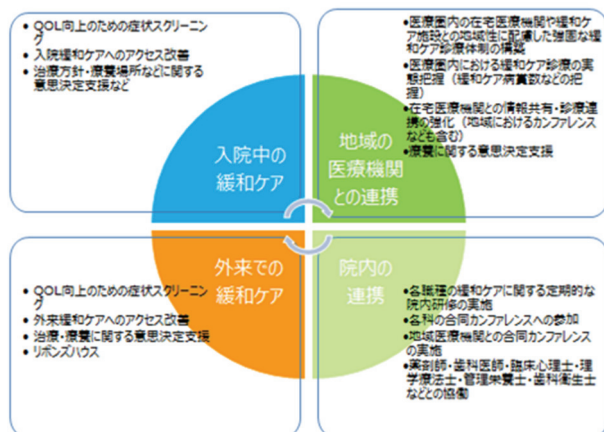 ● QOL向上のための症状スクリーニン
グ
● 入院緩和ケアへのアクセス改善
● 治療方針・療養場所などに関する
意思決定支援など
●医療圏内の在宅医療機関や緩和ケ
ア施設との地域性に配慮した強固な緩
和ケア診療体制の構築
●医療圏内における緩和ケア診療の実
態把握(緩和ケア病賞数などの把
握)
●在宅医療機関との情報共有・診療連
携の強化(地域におけるカンファレンス
なども含む)
●療養に関する意思決定支援
入院中の
緩和ケア
地域の
医療機関
との連携
外来での
緩和ケア
院内の
連携
● QOL向上のための症状スクリーニン
グ
● 外来緩和ケアへのアクセス改善
● 治療・療養に関する意思決定支援
● リボンズハウス
●各職種の緩和ケアに関する定期的な
院内研修の実施
●各科の合同カンファレンスへの参加
●地域医療機関との合同カンファレンス
の実施
●薬剤師・歯科医師・臨床心理士・理
学療法士・管理栄養士・歯科衛生士
などとの協働